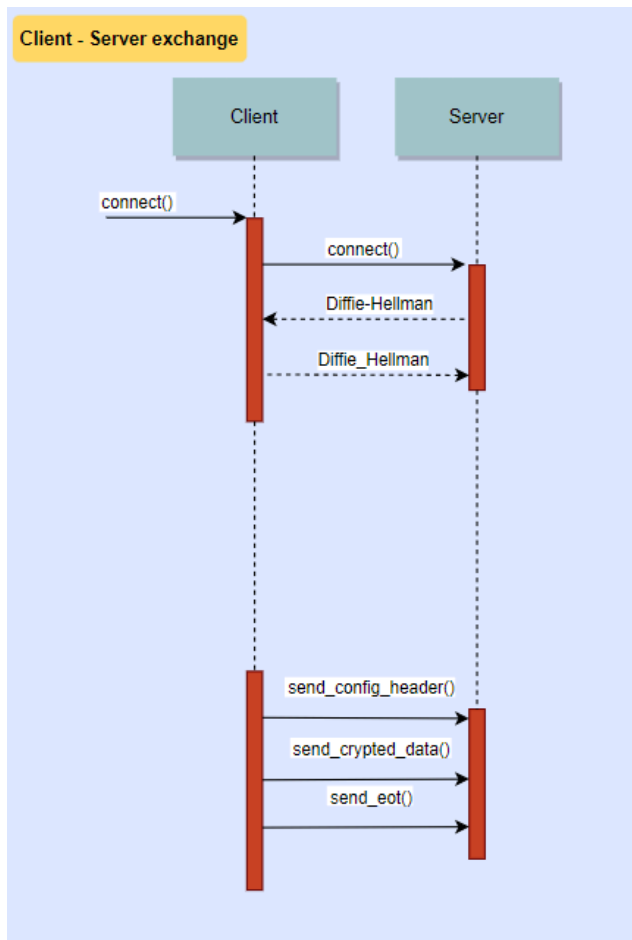 Client - Server exchange
Client
Server
connect()
connect()
Diffie-Hellman
Diffie_Hellman
send_config_header()
send_crypted_data()
send_eot()